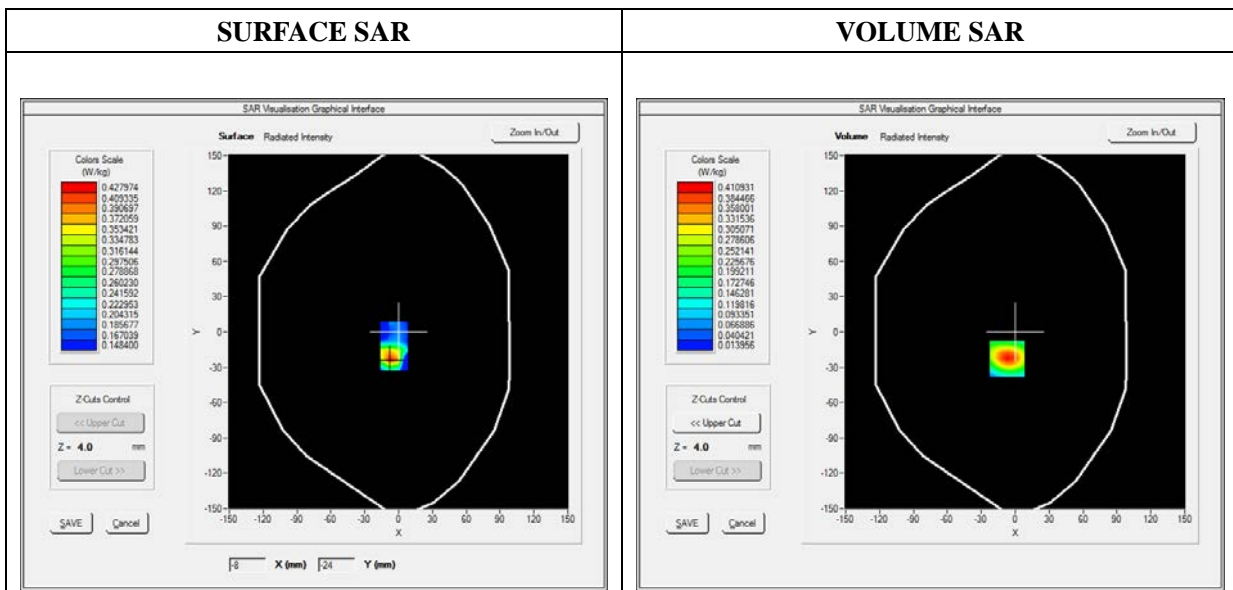 SURFACE SAR
VOLUME SAR
SAR Visualisation Graphical Interface
Surface Radiated Intensity
Zoom In/Out
Colors Scale
(W/kg)
0.427974
0.409335
0.390697
0.372059
0.353421
0.334783
0.316144
0.297506
0.278868
0.260230
0.241592
0.222953
0.204315
0.185677
0.167039
0.148400
Z-Cuts Control
<< Upper Cut
Z = 4.0 mm
Lower Cut >>
SAVE Cancel
150
120
90
60
30
0
-30
-60
-90
-120
-150
Y
-150 -120 -90 -60 -30 0 30 60 90 120 150
X
-8 X (mm) -24 Y (mm)
SAR Visualisation Graphical Interface
Volume Radiated Intensity
Zoom In/Out
Colors Scale
(W/kg)
0.410931
0.384466
0.358001
0.331536
0.305071
0.278606
0.252141
0.225676
0.199211
0.172746
0.146281
0.119816
0.093351
0.066886
0.040421
0.013956
Z-Cuts Control
<< Upper Cut
Z = 4.0 mm
Lower Cut >>
SAVE Cancel
150
120
90
60
30
0
-30
-60
-90
-120
-150
Y
-150 -120 -90 -60 -30 0 30 60 90 120 150
X